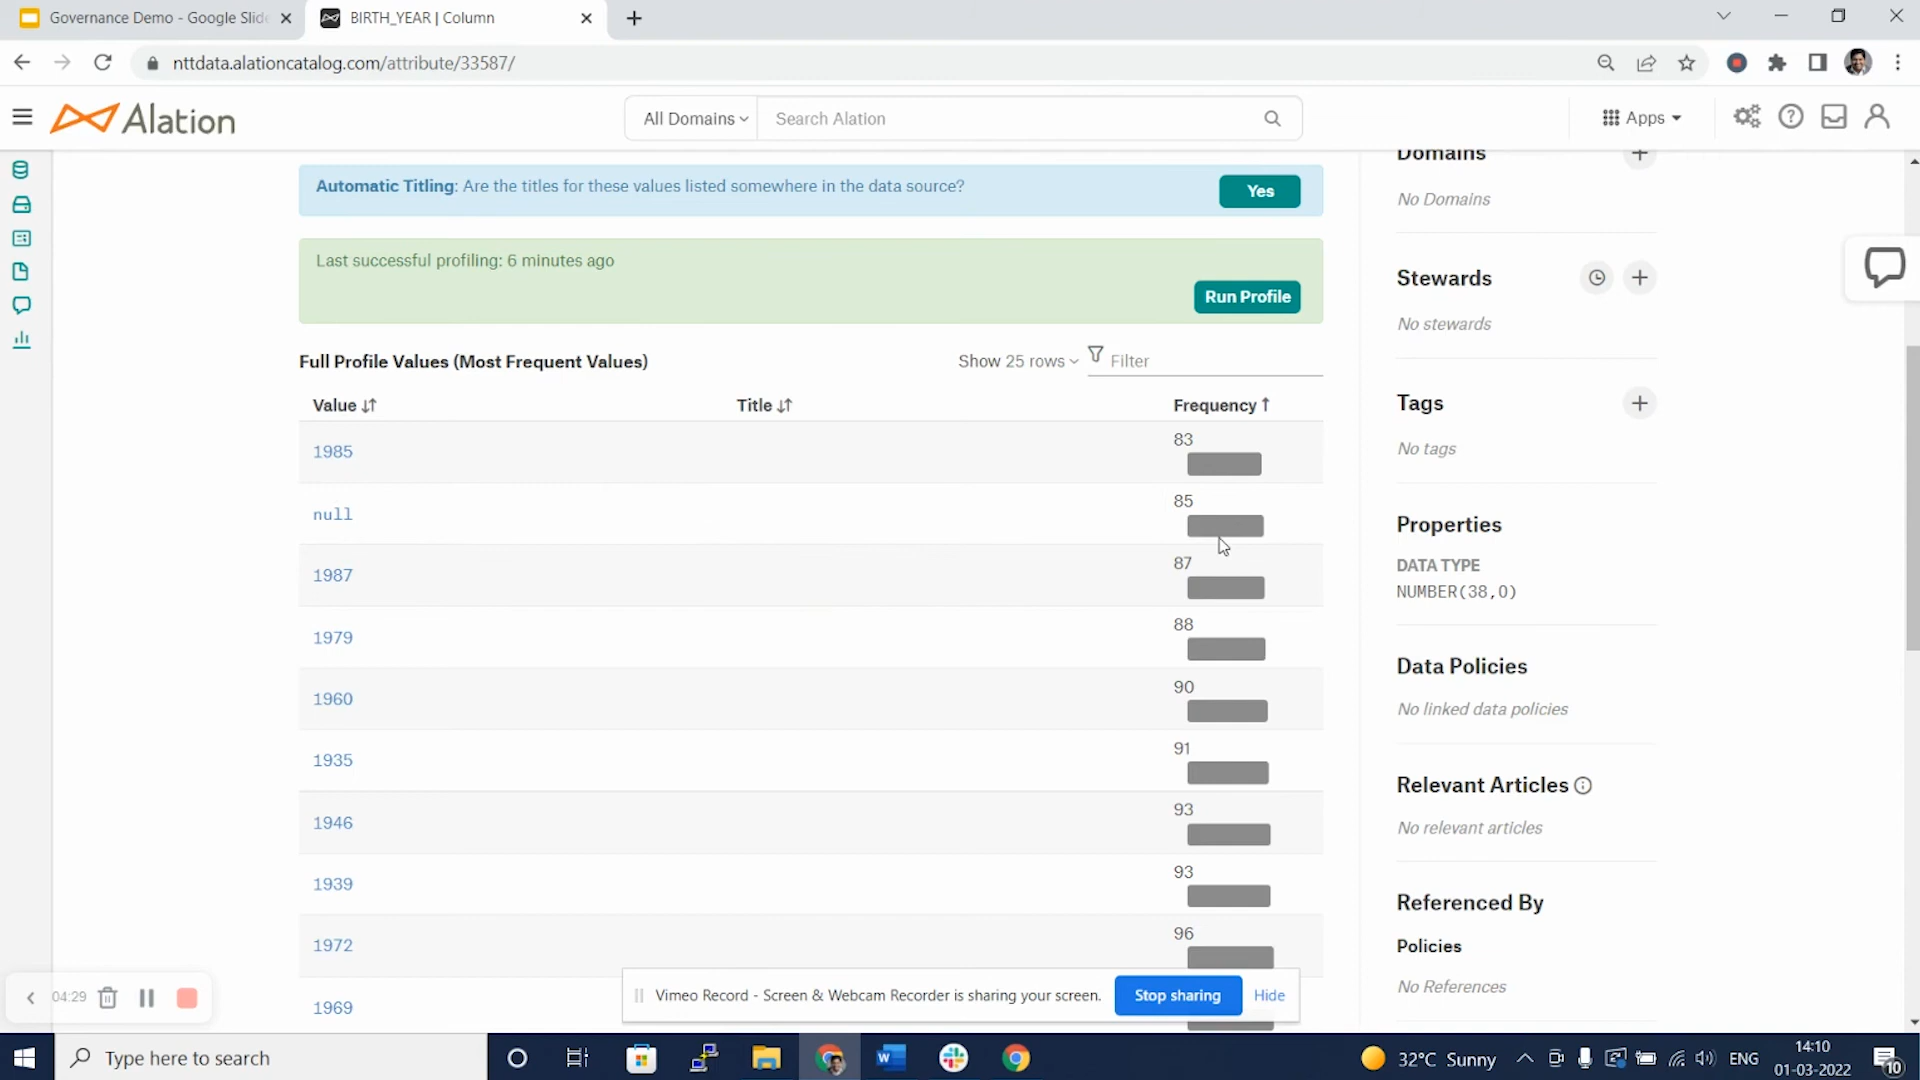 Governance Demo - Google Slide
BIRTH_YEAR | Column
nttdata.alationcatalog.com/attribute/33587/
Alation
All Domains
Search Alation
Apps
Automatic Titling: Are the titles for these values listed somewhere in the data source?
Yes
Last successful profiling: 6 minutes ago
Run Profile
Full Profile Values (Most Frequent Values)
Show 25 rows
Filter
Value
Title
Frequency
1985
83
null
85
1987
87
1979
88
1960
90
1935
91
1946
93
1939
93
1972
96
1969
Domains
No Domains
Stewards
No stewards
Tags
No tags
Properties
DATA TYPE
NUMBER(38,0)
Data Policies
No linked data policies
Relevant Articles
No relevant articles
Referenced By
Policies
No References
04:29
Vimeo Record - Screen & Webcam Recorder is sharing your screen.
Stop sharing
Hide
Type here to search
32°C Sunny
ENG
14:10
01-03-2022
10